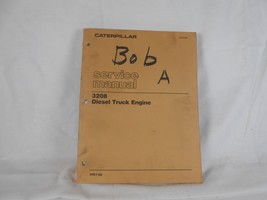 CATERPILLAR
Bob
A
service
manual
3208
Diesel Truck Engine